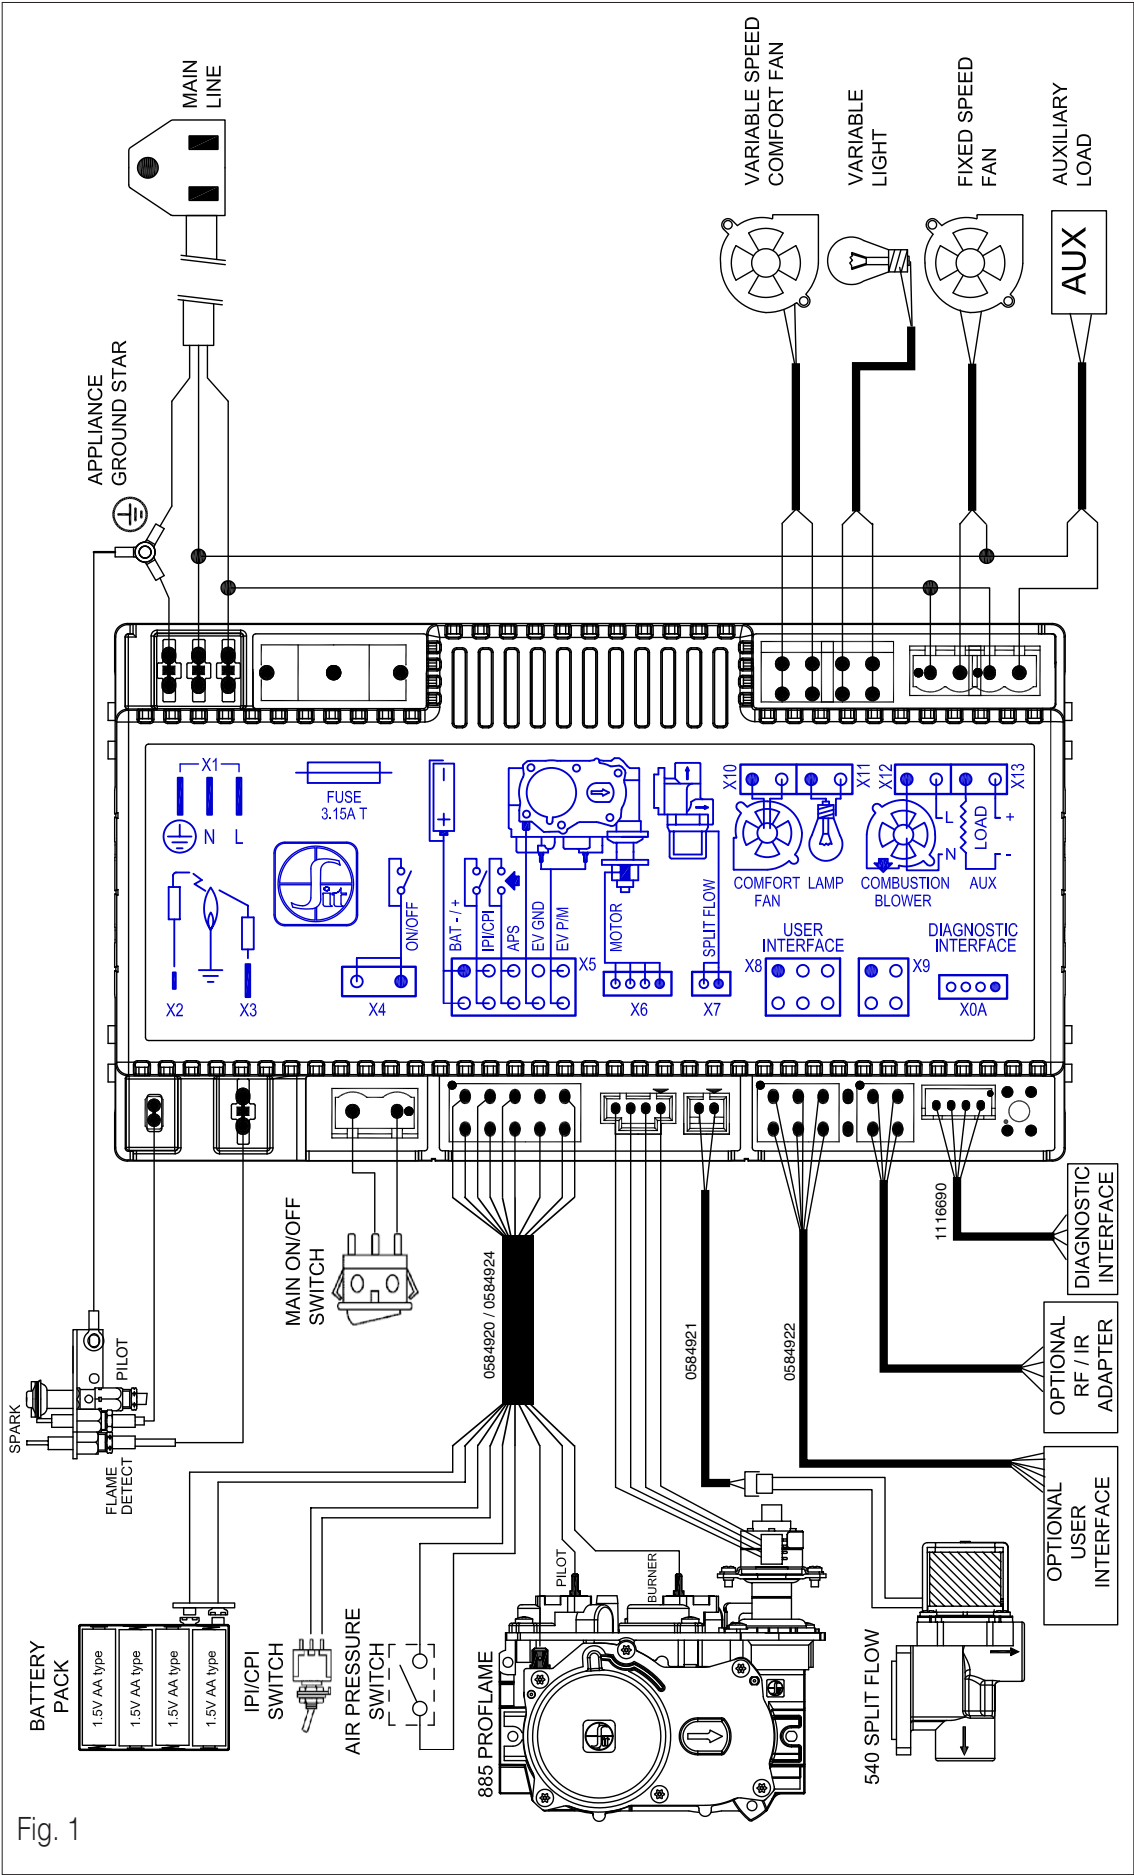 MAIN
LINE
APPLIANCE
GROUND STAR
VARIABLE SPEED
COMFORT FAN
VARIABLE
LIGHT
FIXED SPEED
FAN
AUXILIARY
LOAD
AUX
X1
N
L
FUSE
3.15A T
X2
X3
Sit
ON/OFF
X4
BAT - / +
IPI/CPI
APS
EV GND
EV P/M
X5
MOTOR
X6
SPLIT FLOW
X7
X10
X11
X12
X13
COMFORT
FAN
LAMP
COMBUSTION
BLOWER
L
N
LOAD
+
-
AUX
USER
INTERFACE
X8
X9
DIAGNOSTIC
INTERFACE
X0A
SPARK
PILOT
FLAME
DETECT
MAIN ON/OFF
SWITCH
0584920 / 0584924
0584921
0584922
1116690
DIAGNOSTIC
INTERFACE
OPTIONAL
RF / IR
ADAPTER
OPTIONAL
USER
INTERFACE
BATTERY
PACK
1.5V AA type
1.5V AA type
1.5V AA type
1.5V AA type
- +
IPI/CPI
SWITCH
AIR PRESSURE
SWITCH
885 PROFLAME
PILOT
BURNER
540 SPLIT FLOW
Fig. 1